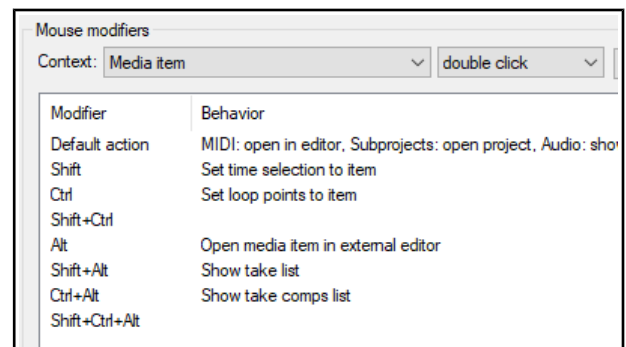 Mouse modifiers
Context: Media item double click
Modifier Behavior
Default action MIDI: open in editor, Subprojects: open project, Audio: sho
Shift Set time selection to item
Ctrl Set loop points to item
Shift+Ctrl
Alt Open media item in external editor
Shift+Alt Show take list
Ctrl+Alt Show take comps list
Shift+Ctrl+Alt